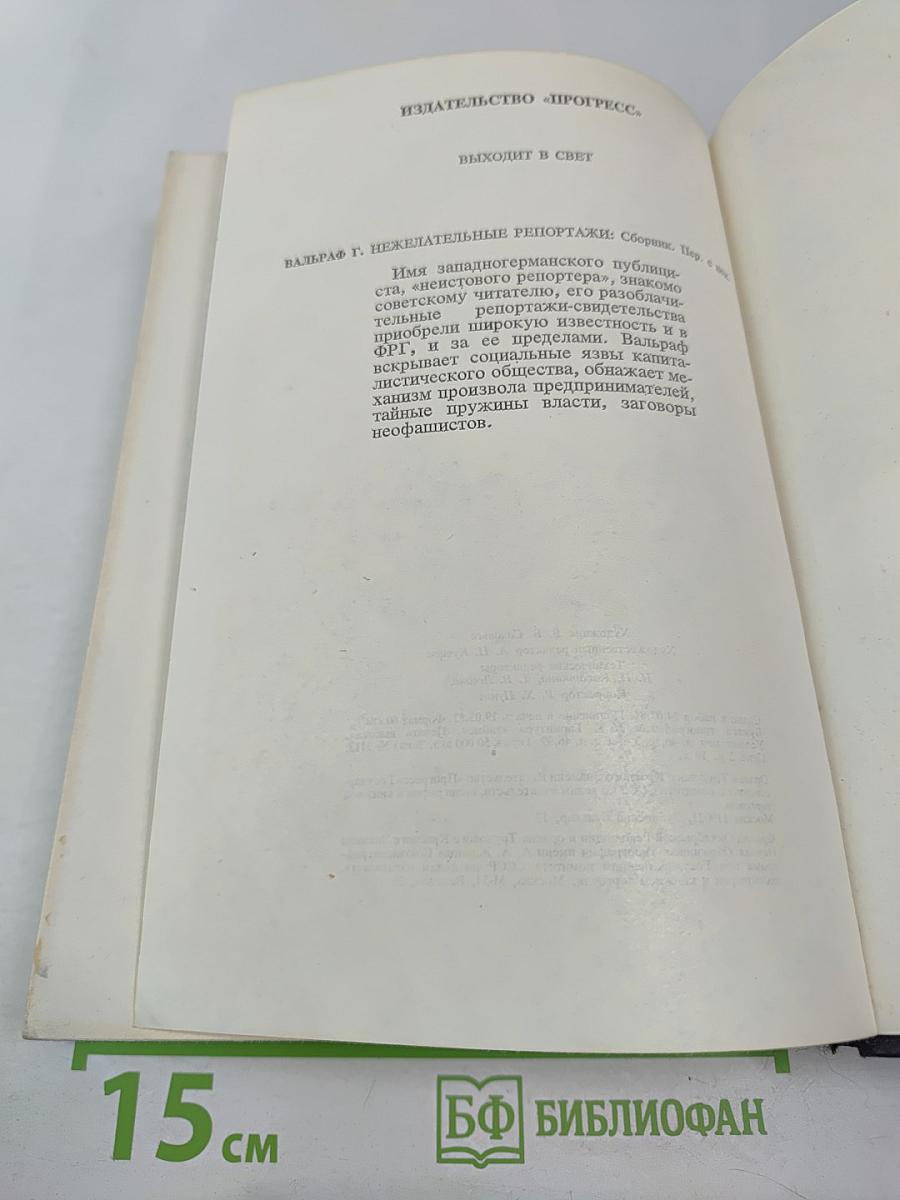 ИЗДАТЕЛЬСТВО «ПРОГРЕСС»
ВЫХОДИТ В СВЕТ
ВАЛЬРАФ Г. НЕЖЕЛАТЕЛЬНЫЕ РЕПОРТАЖИ: Сборник. Пер. с нем.
Имя западногерманского публици-
ста, «неистового репортера», знакомо
советскому читателю, его разоблачи-
тельные репортажи-свидетельства
приобрели широкую известность и в
ФРГ, и за ее пределами. Вальраф
вскрывает социальные язвы капита-
листического общества, обнажает ме-
ханизм произвола предпринимателей,
тайные пружины власти, заговоры
неофашистов.
15 см
БФ БИБЛИОФАН